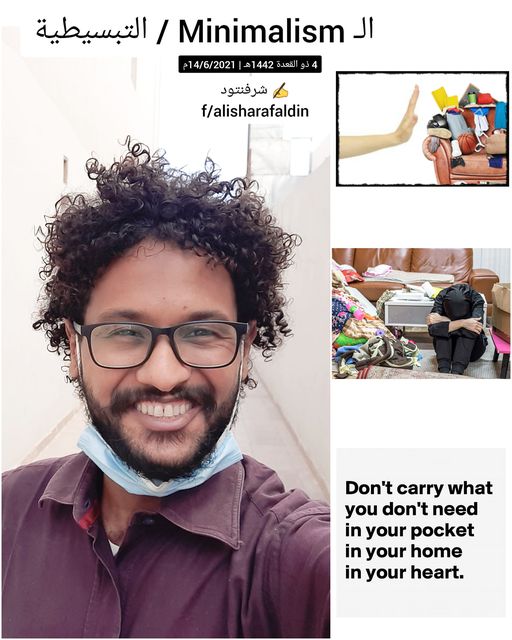 الـ Minimalism / التبسيطية
4 ذو القعدة 1442هـ | 14/6/2021م
✍️ شرفنتود
f/alisharafaldin
Don't carry what
you don't need
in your pocket
in your home
in your heart.